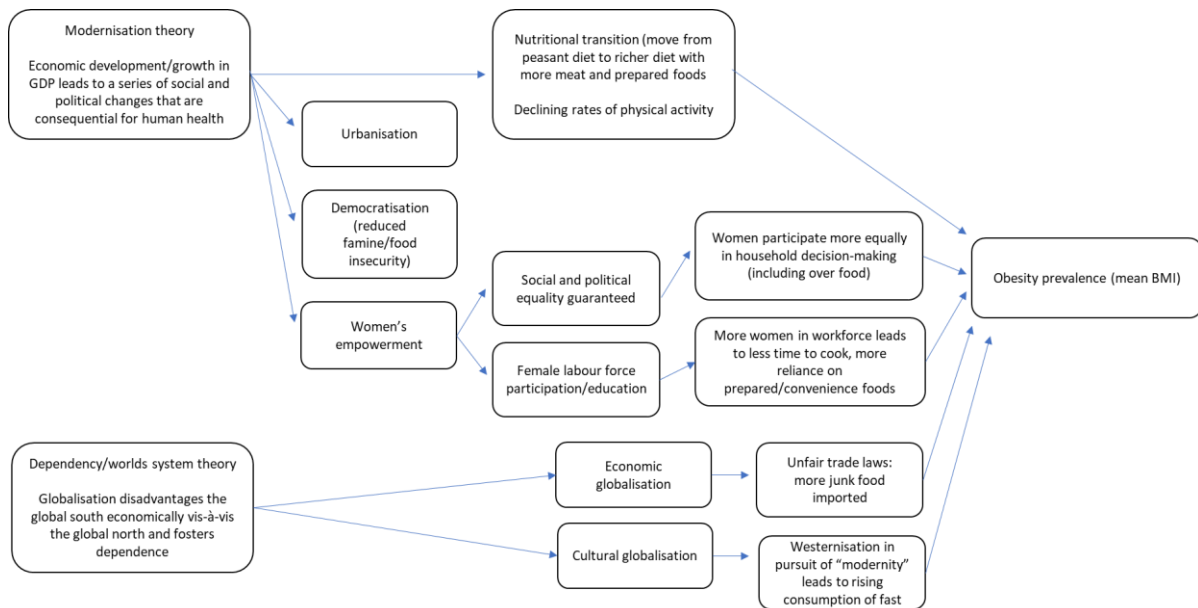 Modernisation theory
Economic development/growth in
GDP leads to a series of social and
political changes that are
consequential for human health
Nutritional transition (move from
peasant diet to richer diet with
more meat and prepared foods
Declining rates of physical activity
Urbanisation
Democratisation
(reduced
famine/food
insecurity)
Women's
empowerment
Social and political
equality guaranteed
Female labour force
participation/education
Women participate more equally
in household decision-making
(including over food)
More women in workforce leads
to less time to cook, more
reliance on
prepared/convenience foods
Obesity prevalence (mean BMI)
Dependency/worlds system theory
Globalisation disadvantages the
global south economically vis-à-vis
the global north and fosters
dependence
Economic
globalisation
Cultural globalisation
Unfair trade laws:
more junk food
imported
Westernisation in
pursuit of “modernity”
leads to rising
consumption of fast